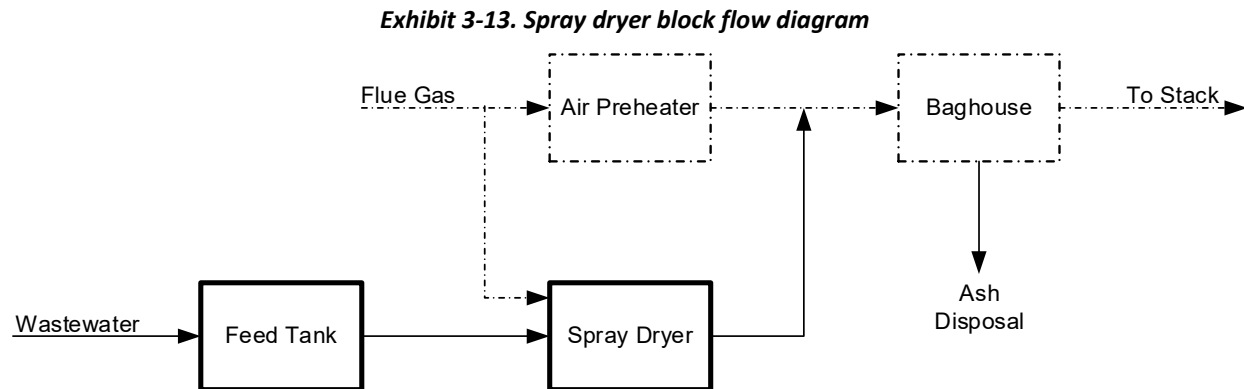 Exhibit 3-13. Spray dryer block flow diagram
Flue Gas
Air Preheater
Baghouse
To Stack
Ash
Disposal
Wastewater
Feed Tank
Spray Dryer